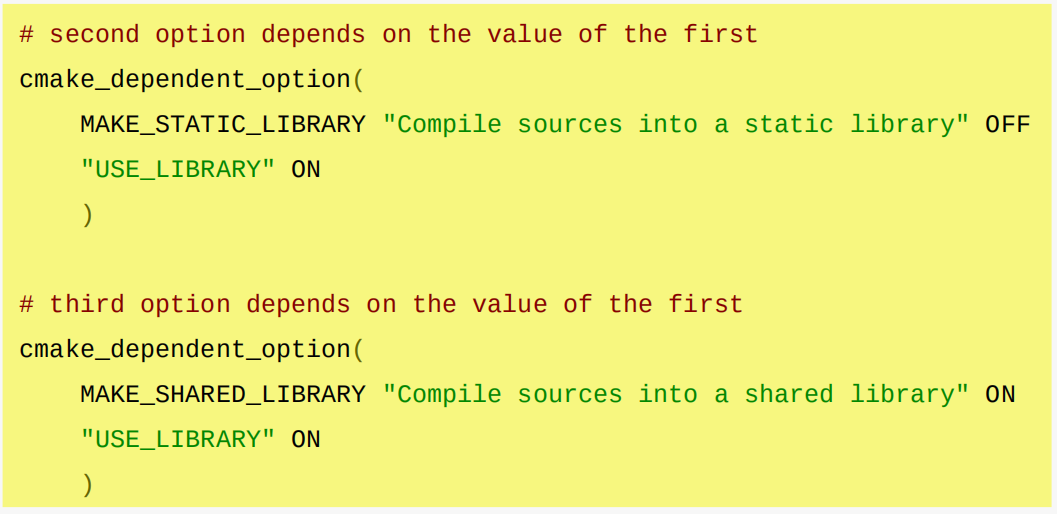 # second option depends on the value of the first
cmake_dependent_option(
    MAKE_STATIC_LIBRARY "Compile sources into a static library" OFF
    "USE_LIBRARY" ON
    )

# third option depends on the value of the first
cmake_dependent_option(
    MAKE_SHARED_LIBRARY "Compile sources into a shared library" ON
    "USE_LIBRARY" ON
    )